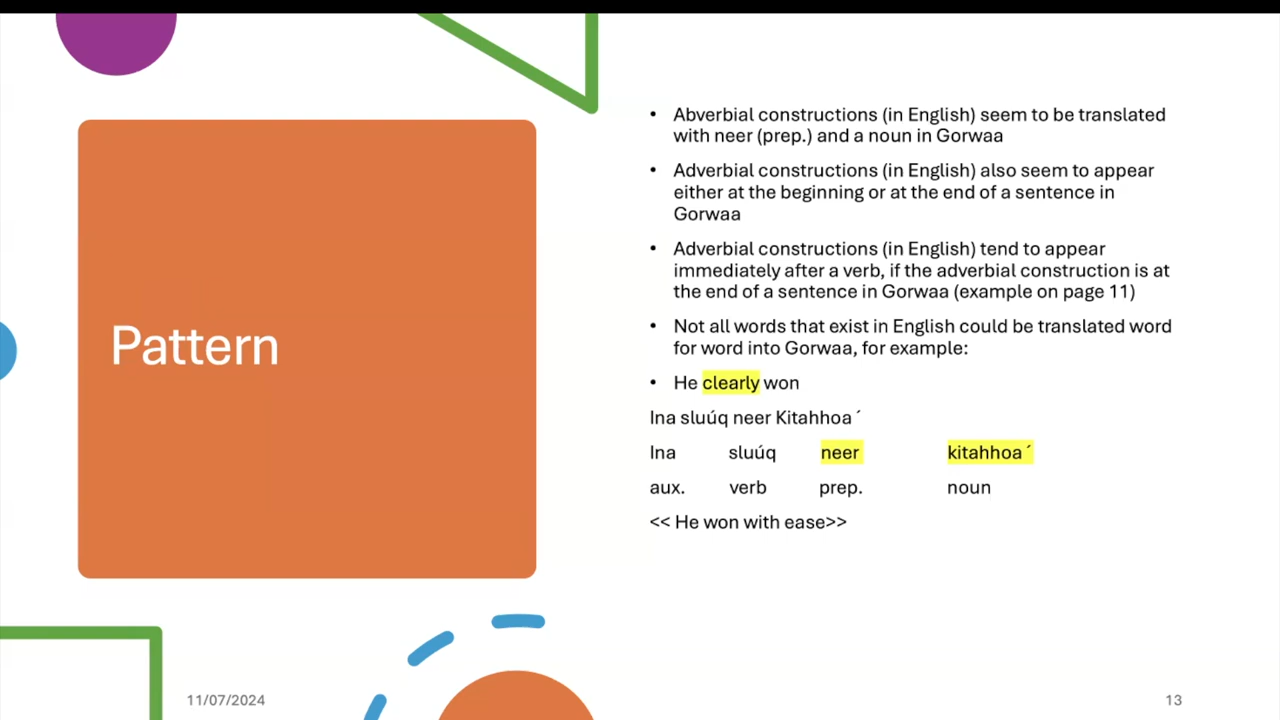 Pattern
• Abverbial constructions (in English) seem to be translated
with neer (prep.) and a noun in Gorwaa
• Adverbial constructions (in English) also seem to appear
either at the beginning or at the end of a sentence in
Gorwaa
• Adverbial constructions (in English) tend to appear
immediately after a verb, if the adverbial construction is at
the end of a sentence in Gorwaa (example on page 11)
• Not all words that exist in English could be translated word
for word into Gorwaa, for example:
• He clearly won
Ina sluúq neer Kitahhoa´
Ina sluúq neer kitahhoa´
aux. verb prep. noun
<< He won with ease>>
11/07/2024
13